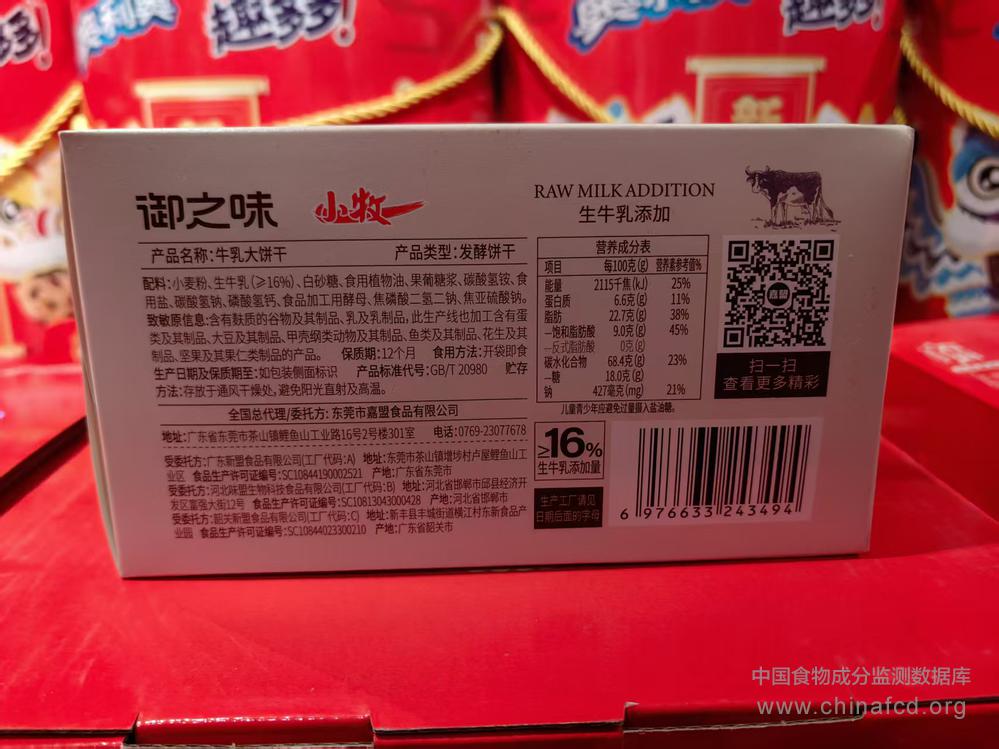 奥利奥
趣多多!
新
御之味 小牧
产品名称:牛乳大饼干 产品类型:发酵饼干
配料:小麦粉、生牛乳(≥16%)、白砂糖、食用植物油、果葡糖浆、碳酸氢铵、食
用盐、碳酸氢钠、磷酸氢钙、食品加工用酵母、焦磷酸二氢二钠、焦亚硫酸钠。
致敏原信息:含有麸质的谷物及其制品、乳及乳制品,此生产线也加工含有蛋
类及其制品、大豆及其制品、甲壳纲类动物及其制品、鱼类及其制品、花生及其
制品、坚果及其果仁类制品的产品。 保质期:12个月 食用方法:开袋即食
生产日期及保质期至:如包装侧面标识 产品标准代号:GB/T 20980 贮存
方法:存放于通风干燥处,避免阳光直射及高温。
全国总代理/委托方: 东莞市嘉盟食品有限公司
地址:广东省东莞市茶山镇鲤鱼山工业路16号2号楼301室 电话:0769-23077678
受委托方:广东新盟食品有限公司(工厂代码:A) 地址:东莞市茶山镇增埗村卢屋鲤鱼山工
业区 食品生产许可证编号:SC10844190002521 产地:广东省东莞市
受委托方:河北味盟生物科技食品有限公司(工厂代码:B) 地址:河北省邯郸市邱县经济开
发区富强大街12号 食品生产许可证编号:SC10813043000428 产地:河北省邯郸市
受委托方:韶关新盟食品有限公司(工厂代码:C) 地址:新丰县丰城街道横江村东新食品产
业园 食品生产许可证编号:SC10844023300210 产地:广东省韶关市
RAW MILK ADDITION
生牛乳添加
营养成分表
项目 每100克(g) 营养素参考值%
能量 2115千焦(kJ) 25%
蛋白质 6.6克(g) 11%
脂肪 22.7克(g) 38%
—饱和脂肪酸 9.0克(g) 45%
—反式脂肪酸 0克(g)
碳水化合物 68.4克(g) 23%
—糖 18.0克(g)
钠 427毫克(mg) 21%
儿童青少年应避免过量摄入盐油糖。
嘉盟
扫一扫
查看更多精彩
≥16%
生牛乳添加量
生产工厂请见
日期后面的字母
6 976633 243494
中国食物成分监测数据库
www.chinafcd.org